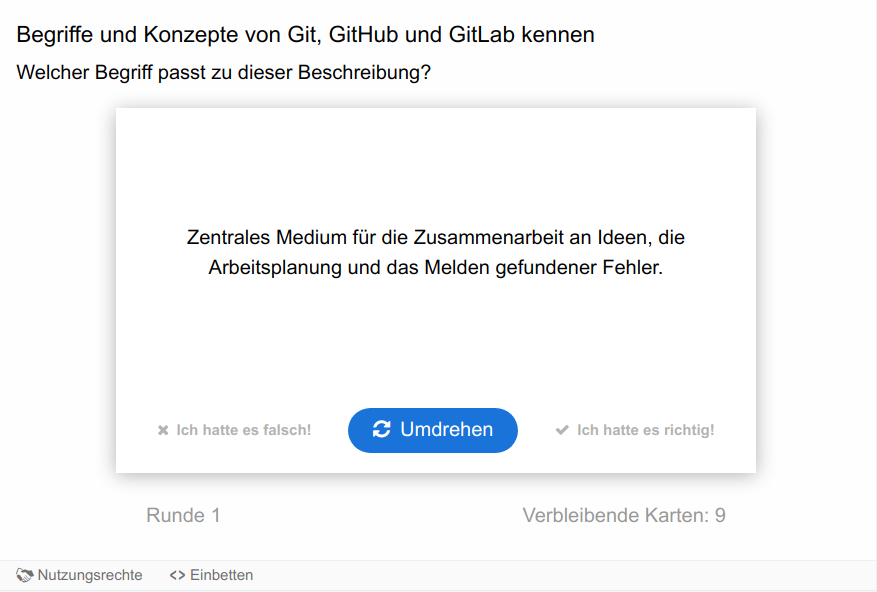 Begriffe und Konzepte von Git, GitHub und GitLab kennen
Welcher Begriff passt zu dieser Beschreibung?
Zentrales Medium für die Zusammenarbeit an Ideen, die
Arbeitsplanung und das Melden gefundener Fehler.
Ich hatte es falsch!
Umdrehen
Ich hatte es richtig!
Runde 1
Verbleibende Karten: 9
Nutzungsrechte
<> Einbetten